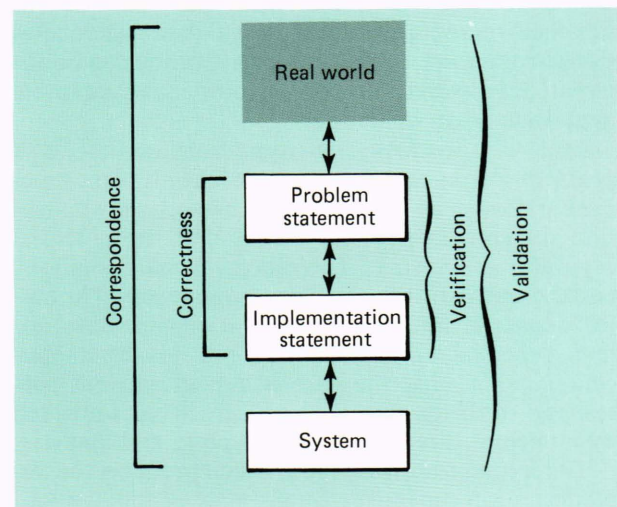 Real world
Problem
statement
Implementation
statement
System
Correspondence
Correctness
Verification
Validation